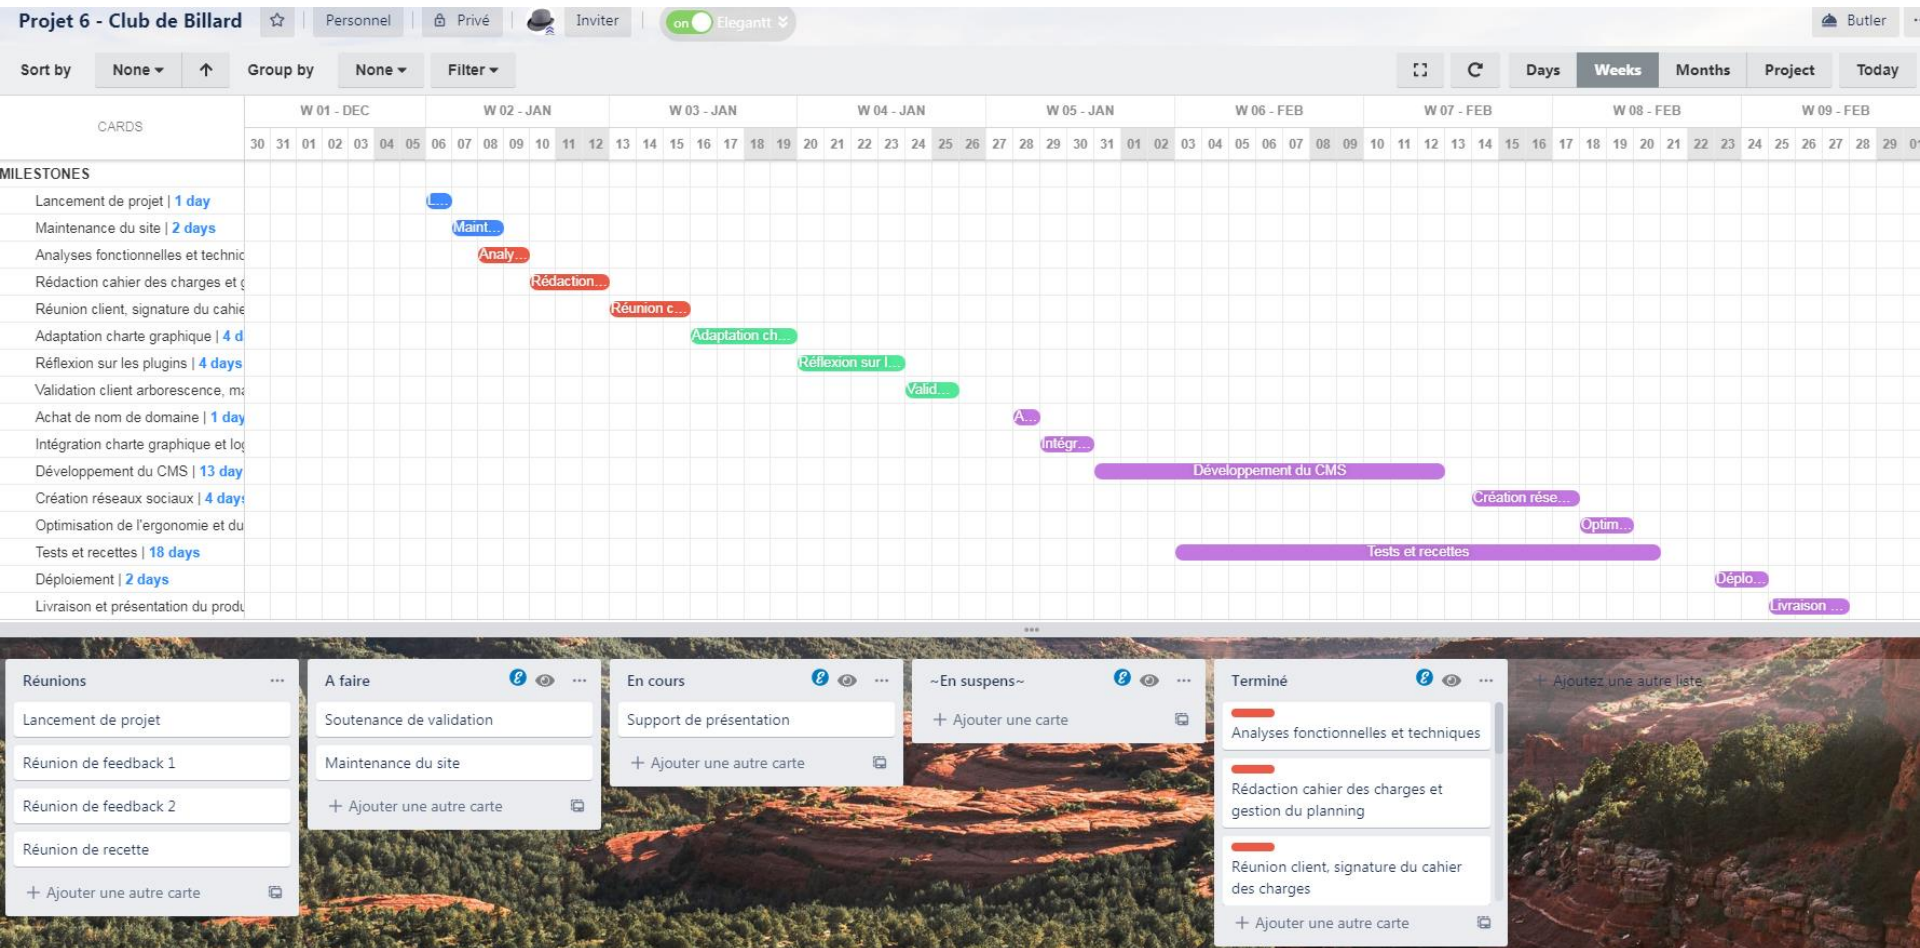 Projet 6 - Club de Billard Personnel Privé Inviter on Elegantt Butler
Sort by None Group by None Filter Days Weeks Months Project Today
CARDS
W 01 - DEC W 02 - JAN W 03 - JAN W 04 - JAN W 05 - JAN W 06 - FEB W 07 - FEB W 08 - FEB W 09 - FEB
30 31 01 02 03 04 05 06 07 08 09 10 11 12 13 14 15 16 17 18 19 20 21 22 23 24 25 26 27 28 29 30 31 01 02 03 04 05 06 07 08 09 10 11 12 13 14 15 16 17 18 19 20 21 22 23 24 25 26 27 28 29 01
MILESTONES
Lancement de projet | 1 day L...
Maintenance du site | 2 days Maint...
Analyses fonctionnelles et technic Analy...
Rédaction cahier des charges et g Rédaction...
Réunion client, signature du cahie Réunion c...
Adaptation charte graphique | 4 d Adaptation ch...
Réflexion sur les plugins | 4 days Réflexion sur l...
Validation client arborescence, ma Valid...
Achat de nom de domaine | 1 day A...
Intégration charte graphique et log Intégr...
Développement du CMS | 13 day Développement du CMS
Création réseaux sociaux | 4 days Création rése...
Optimisation de l'ergonomie et du Optim...
Tests et recettes | 18 days Tests et recettes
Déploiement | 2 days Déplo...
Livraison et présentation du produ Livraison ...
Réunions
Lancement de projet
Réunion de feedback 1
Réunion de feedback 2
Réunion de recette
+ Ajouter une autre carte
A faire
Soutenance de validation
Maintenance du site
+ Ajouter une autre carte
En cours
Support de présentation
+ Ajouter une autre carte
~En suspens~
+ Ajouter une carte
Terminé
Analyses fonctionnelles et techniques
Rédaction cahier des charges et
gestion du planning
Réunion client, signature du cahier
des charges
+ Ajouter une autre carte
+ Ajoutez une autre liste